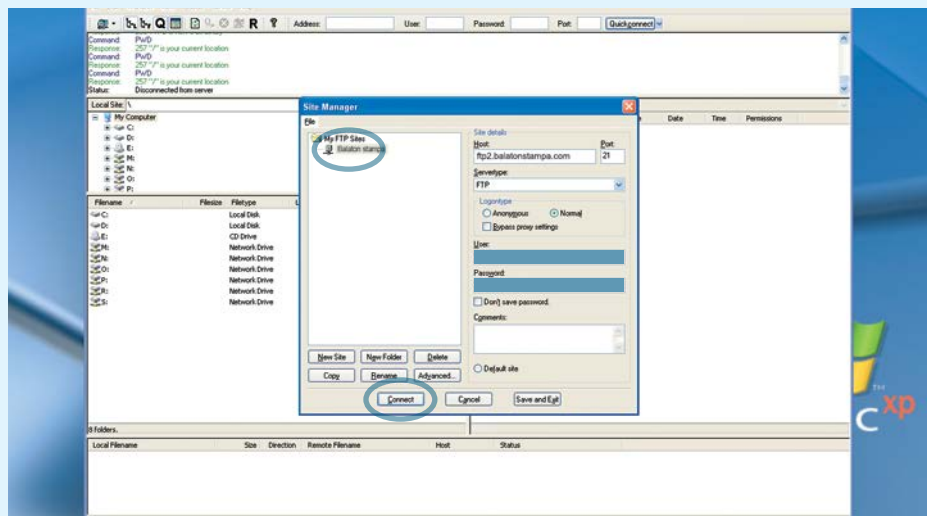 Address: User: Password: Port: Quickconnect
Command: PWD
Response: 257 "/" is your current location
Command: PWD
Response: 257 "/" is your current location
Command: PWD
Response: 257 "/" is your current location
Status: Disconnected from server
Local Site: \
My Computer
C:
D:
E:
M:
N:
O:
P:
Filename / Filesize Filetype L
C: Local Disk
D: Local Disk
E: CD Drive
M: Network Drive
N: Network Drive
O: Network Drive
P: Network Drive
R: Network Drive
S: Network Drive
8 folders.
Local Filename Size Direction Remote Filename Host Status
Site Manager
File
My FTP Sites
Balaton stampa
New Site New Folder Delete
Copy Rename Advanced...
Connect Cancel Save and Exit
Site details
Host: Port:
ftp2.balatonstampa.com 21
Servertype:
FTP
Logontype
Anonymous Normal
Bypass proxy settings
User:
Password:
Don't save password.
Comments:
Default site
Date Time Permissions
TM
c xp